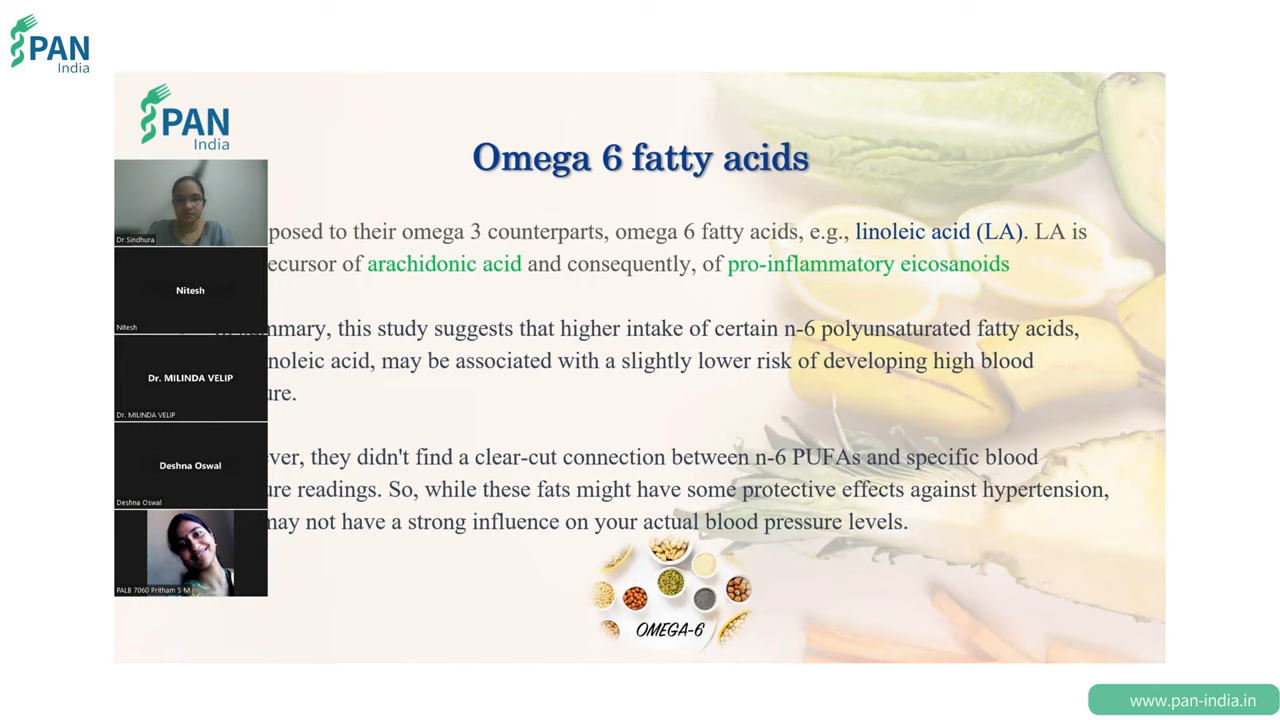 PAN
India
PAN
India
Omega 6 fatty acids
posed to their omega 3 counterparts, omega 6 fatty acids, e.g., linoleic acid (LA). LA is
ecursor of arachidonic acid and consequently, of pro-inflammatory eicosanoids
mmary, this study suggests that higher intake of certain n-6 polyunsaturated fatty acids,
noleic acid, may be associated with a slightly lower risk of developing high blood
ure.
ver, they didn't find a clear-cut connection between n-6 PUFAs and specific blood
ure readings. So, while these fats might have some protective effects against hypertension,
may not have a strong influence on your actual blood pressure levels.
OMEGA-6
Dr Sindhura
Nitesh
Nitesh
Dr. MILINDA VELIP
Dr. MILINDA VELIP
Deshna Oswal
Deshna Oswal
PALB 7060 Pritham S M
www.pan-india.in